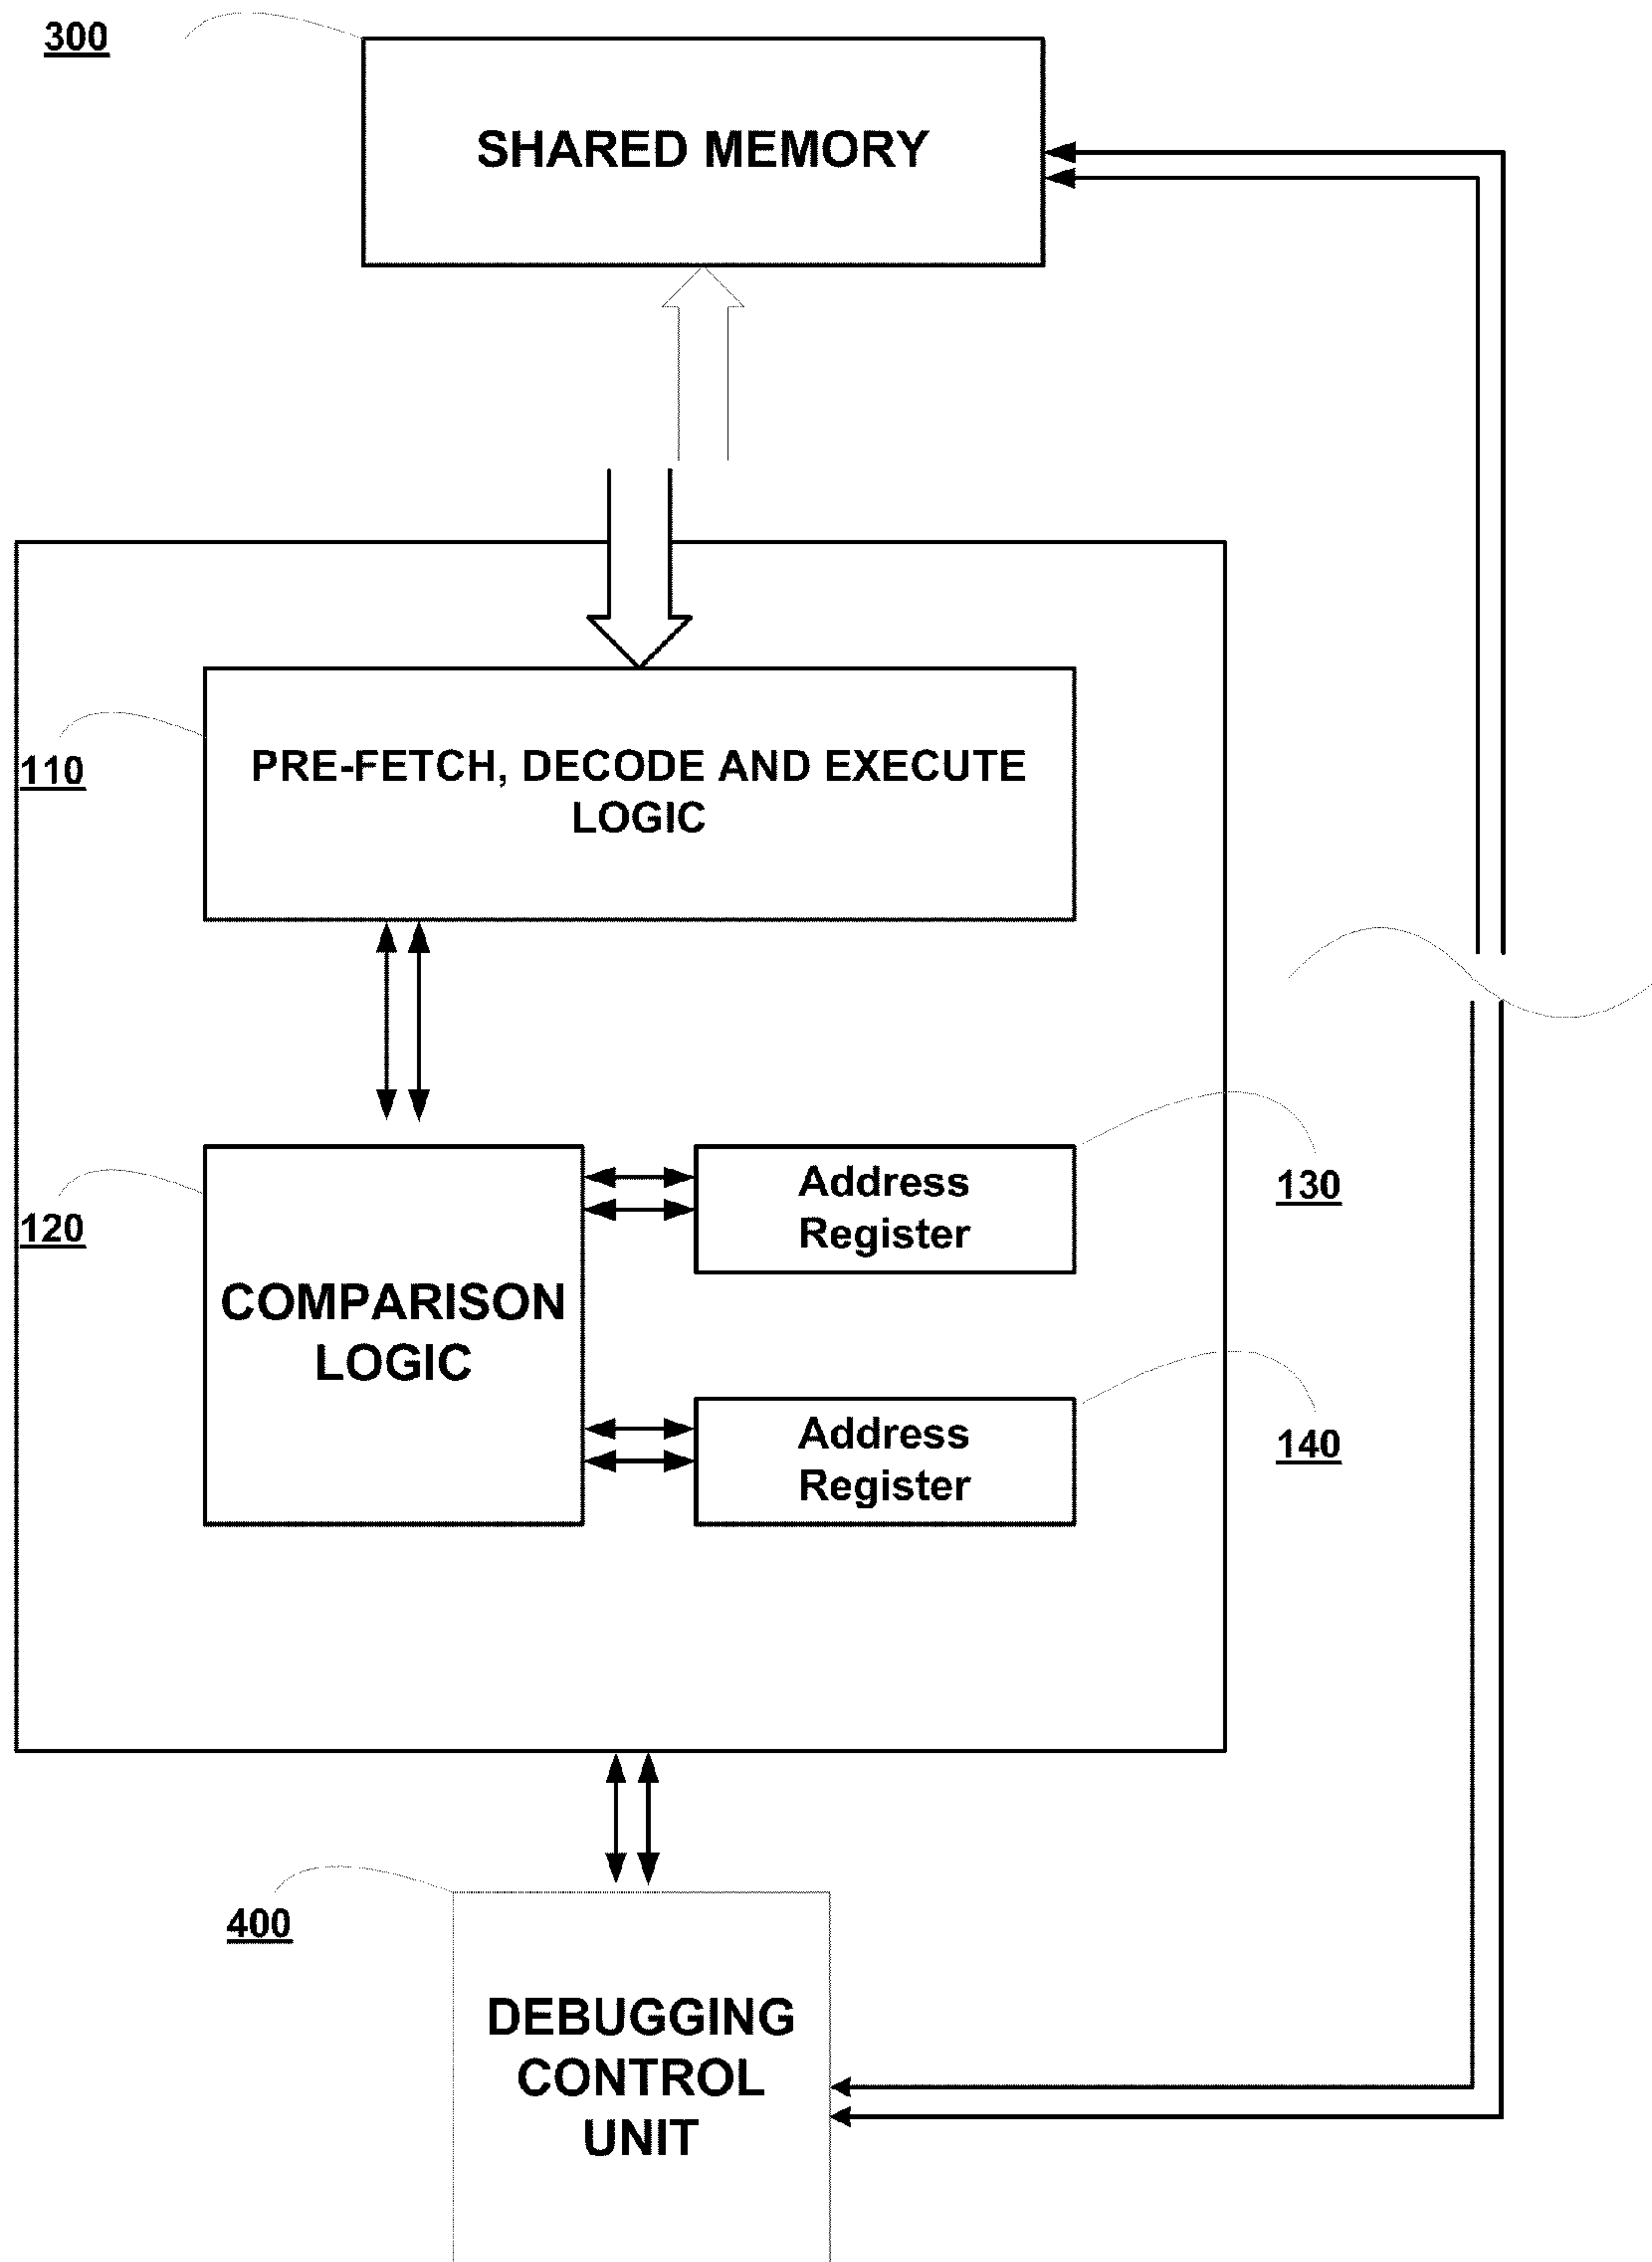 300
SHARED MEMORY
110
PRE-FETCH, DECODE AND EXECUTE
LOGIC
120
COMPARISON
LOGIC
Address
Register
130
Address
Register
140
400
DEBUGGING
CONTROL
UNIT